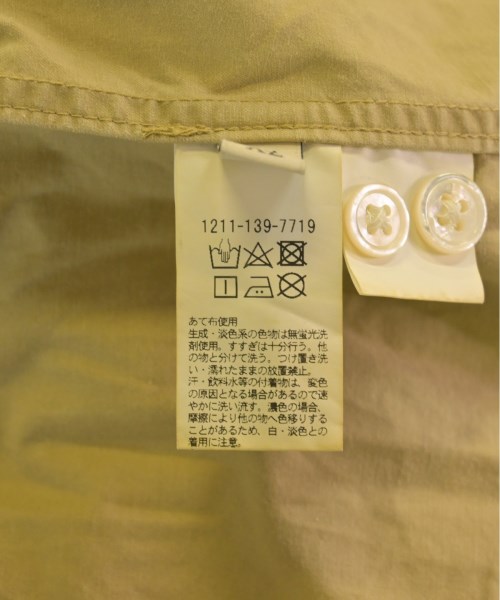 1211-139-7719
あて布使用
生成・淡色系の色物は無蛍光洗
剤使用。すすぎは十分行う。他
の物と分けて洗う。つけ置き洗
い・濡れたままの放置禁止。
汗・飲料水等の付着物は、変色
の原因となる場合があるので速
やかに洗い流す。濃色の場合、
摩擦により他の物へ色移りする
ことがあるため、白・淡色との
着用に注意。